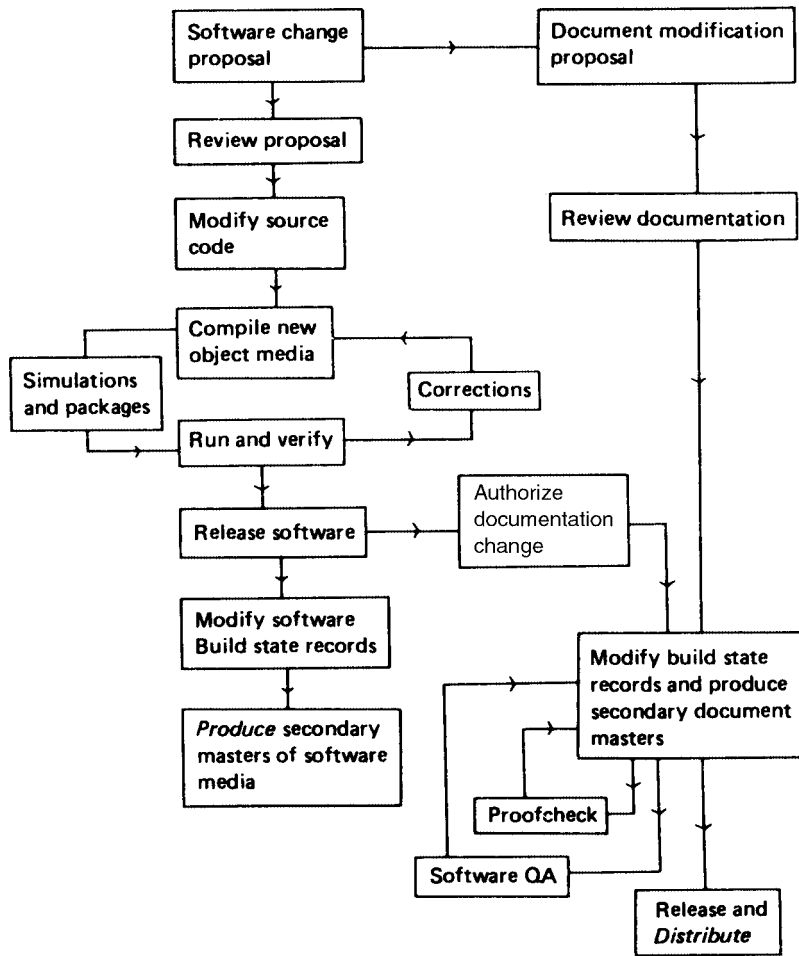 Software change
proposal
Document modification
proposal
Review proposal
Modify source
code
Review documentation
Compile new
object media
Simulations
and packages
Corrections
Run and verify
Authorize
documentation
change
Release software
Modify software
Build state records
Modify build state
records and produce
secondary document
masters
Produce secondary
masters of software
media
Proofcheck
Software QA
Release and
Distribute